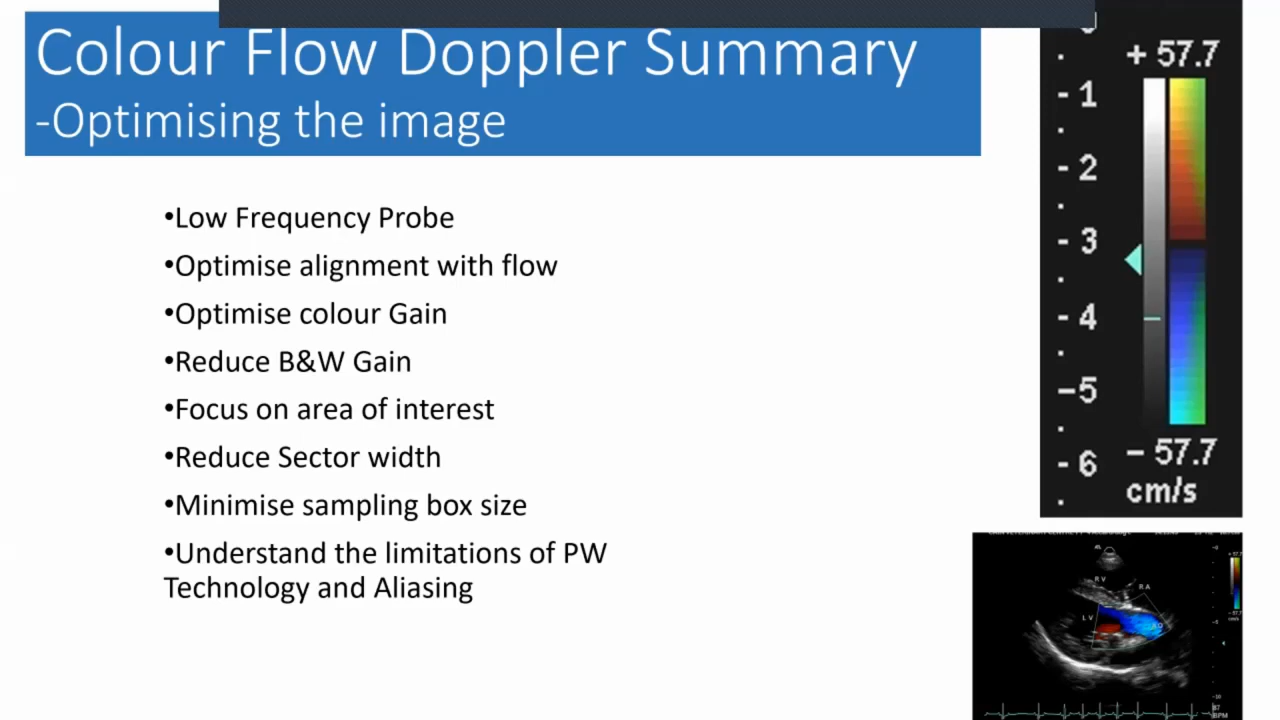 Colour Flow Doppler Summary
-Optimising the image
•Low Frequency Probe
•Optimise alignment with flow
•Optimise colour Gain
•Reduce B&W Gain
•Focus on area of interest
•Reduce Sector width
•Minimise sampling box size
•Understand the limitations of PW
Technology and Aliasing
+ 57.7
- 1
- 2
- 3
- 4
-5
- 6
- 57.7
cm/s
R V
R A
L V